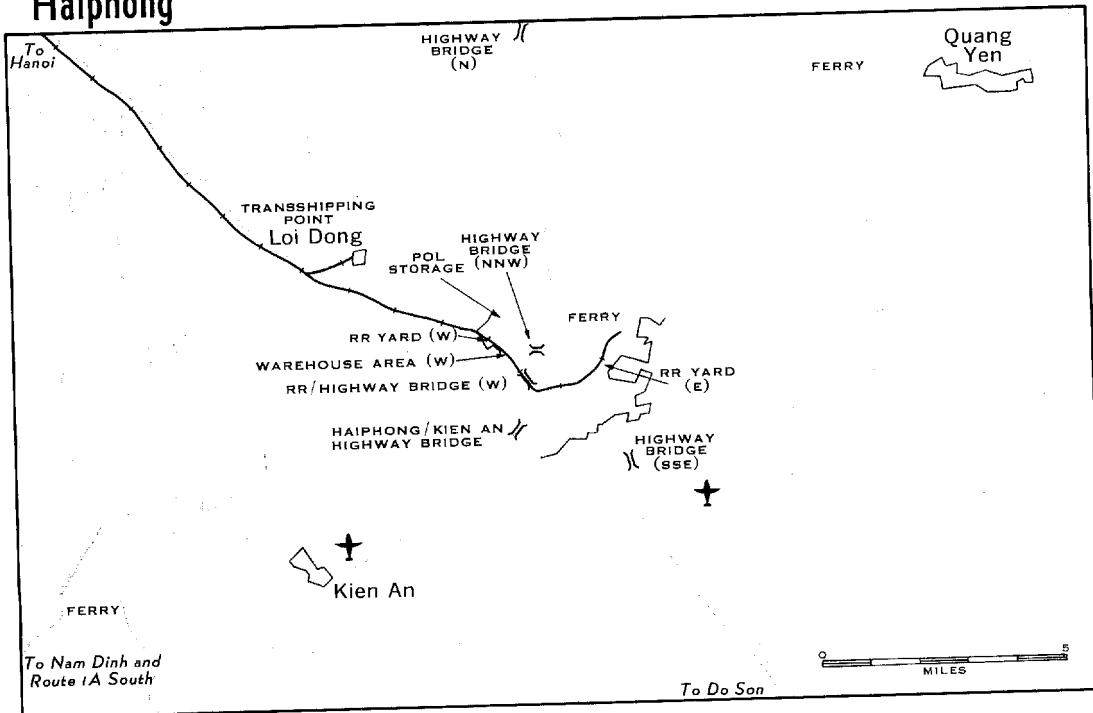 Haiphong
To
Hanoi
HIGHWAY
BRIDGE
(N)
FERRY
Quang
Yen
TRANSSHIPPING
POINT
Loi Dong
POL
STORAGE
HIGHWAY
BRIDGE
(NNW)
FERRY
RR YARD (W)
WAREHOUSE AREA (W)
RR/HIGHWAY BRIDGE (W)
RR YARD
(E)
HAIPHONG/KIEN AN
HIGHWAY BRIDGE
HIGHWAY
BRIDGE
(SSE)
Kien An
FERRY
To Nam Dinh and
Route 1A South
To Do Son
0
5
MILES